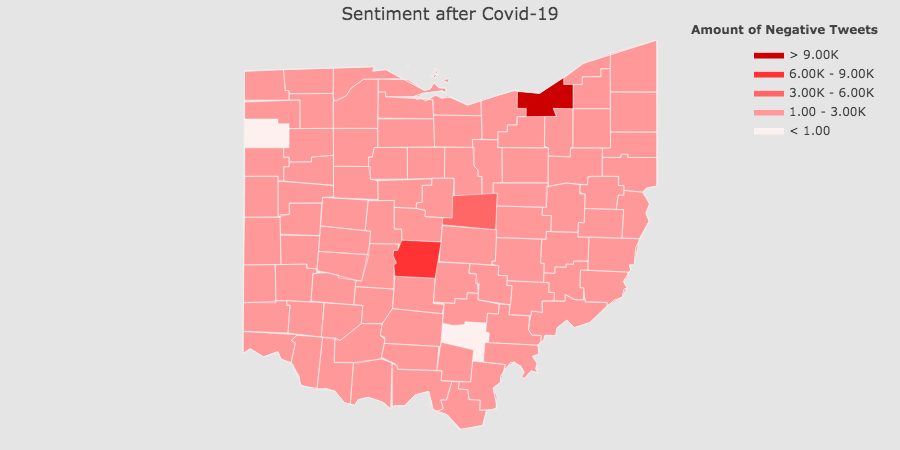 Sentiment after Covid-19
Amount of Negative Tweets
> 9.00K
6.00K - 9.00K
3.00K - 6.00K
1.00 - 3.00K
< 1.00